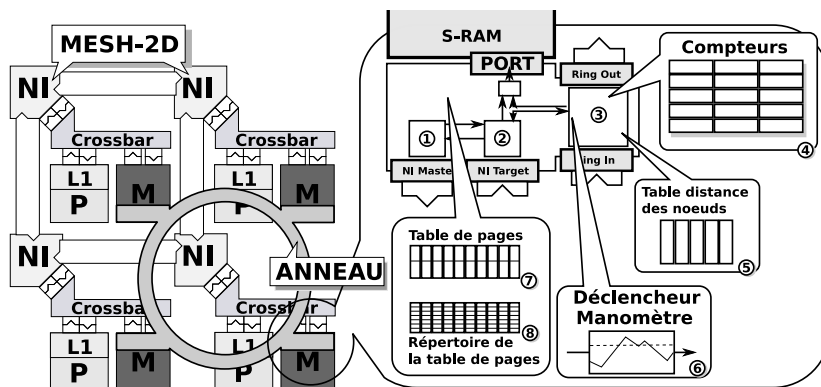 MESH-2D
NI
NI
Crossbar
Crossbar
L1
P
M
L1
P
M
NI
NI
ANNEAU
Crossbar
Crossbar
L1
P
M
L1
P
M
S-RAM
PORT
Ring Out
①
②
③
NI Master
NI Target
Ring In
Compteurs
④
Table distance
des noeuds
⑤
Table de pages
⑦
⑧
Répertoire de
la table de pages
Déclencheur
Manomètre
⑥